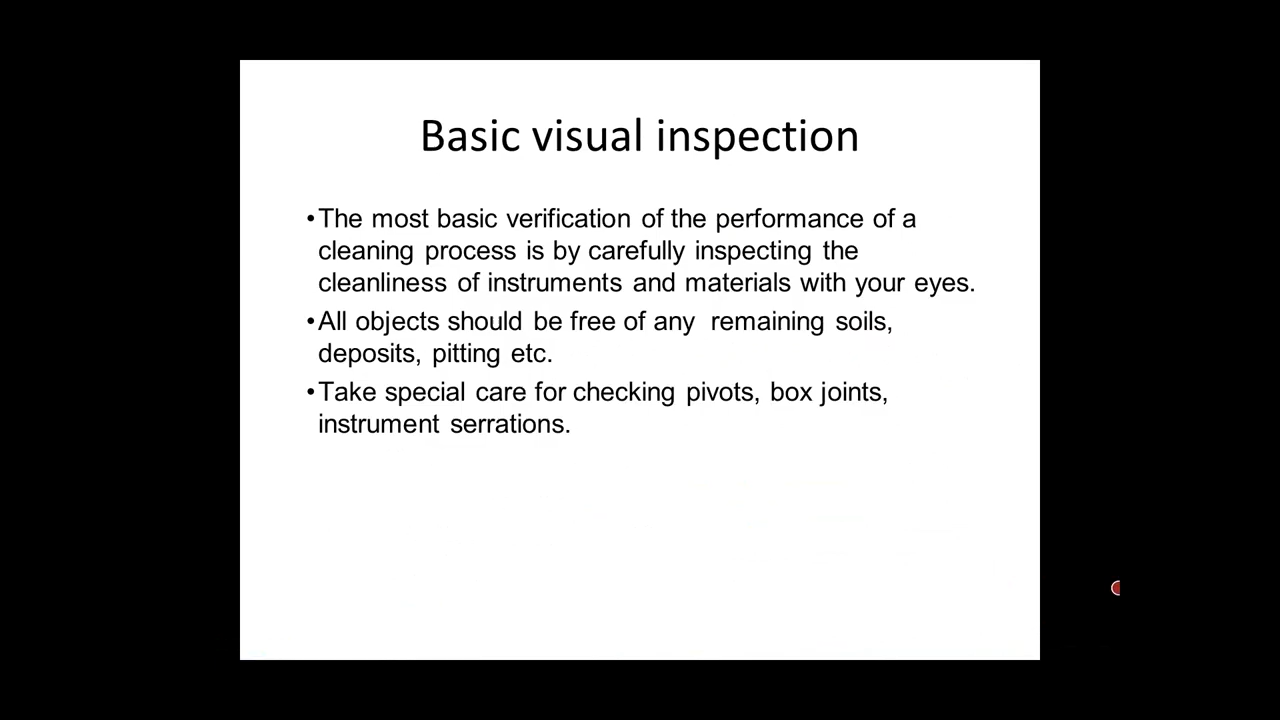 Basic visual inspection
•The most basic verification of the performance of a
cleaning process is by carefully inspecting the
cleanliness of instruments and materials with your eyes.
•All objects should be free of any  remaining soils,
deposits, pitting etc.
•Take special care for checking pivots, box joints,
instrument serrations.